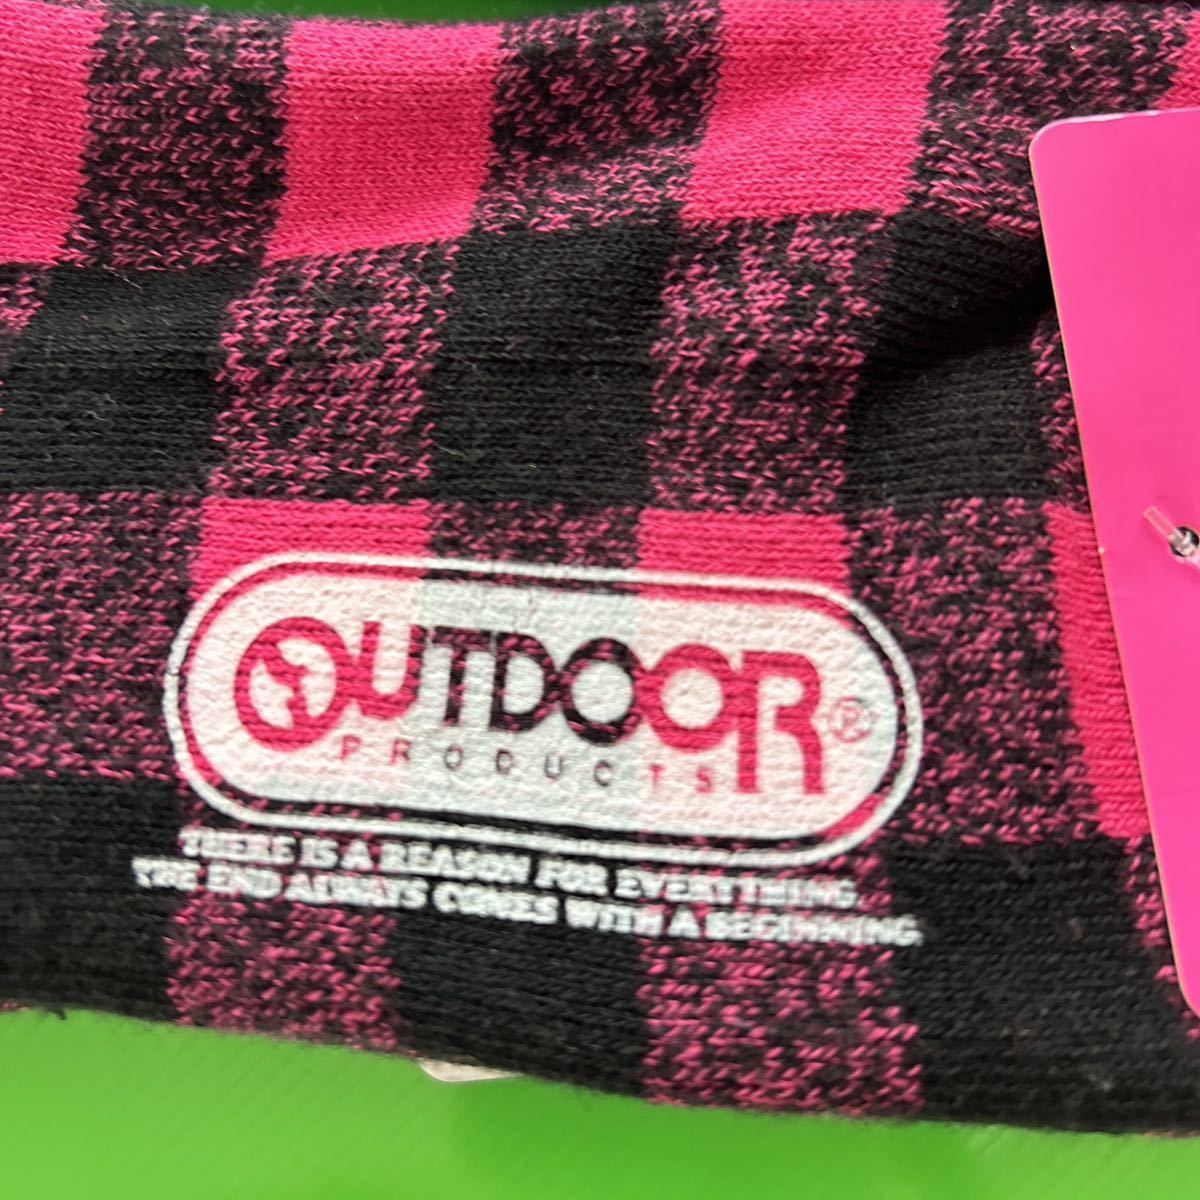 OUTDOOR®
PRODUCTS
THERE IS A REASON FOR EVERYTHING.
THE END ALWAYS COMES WITH A BEGINNING.